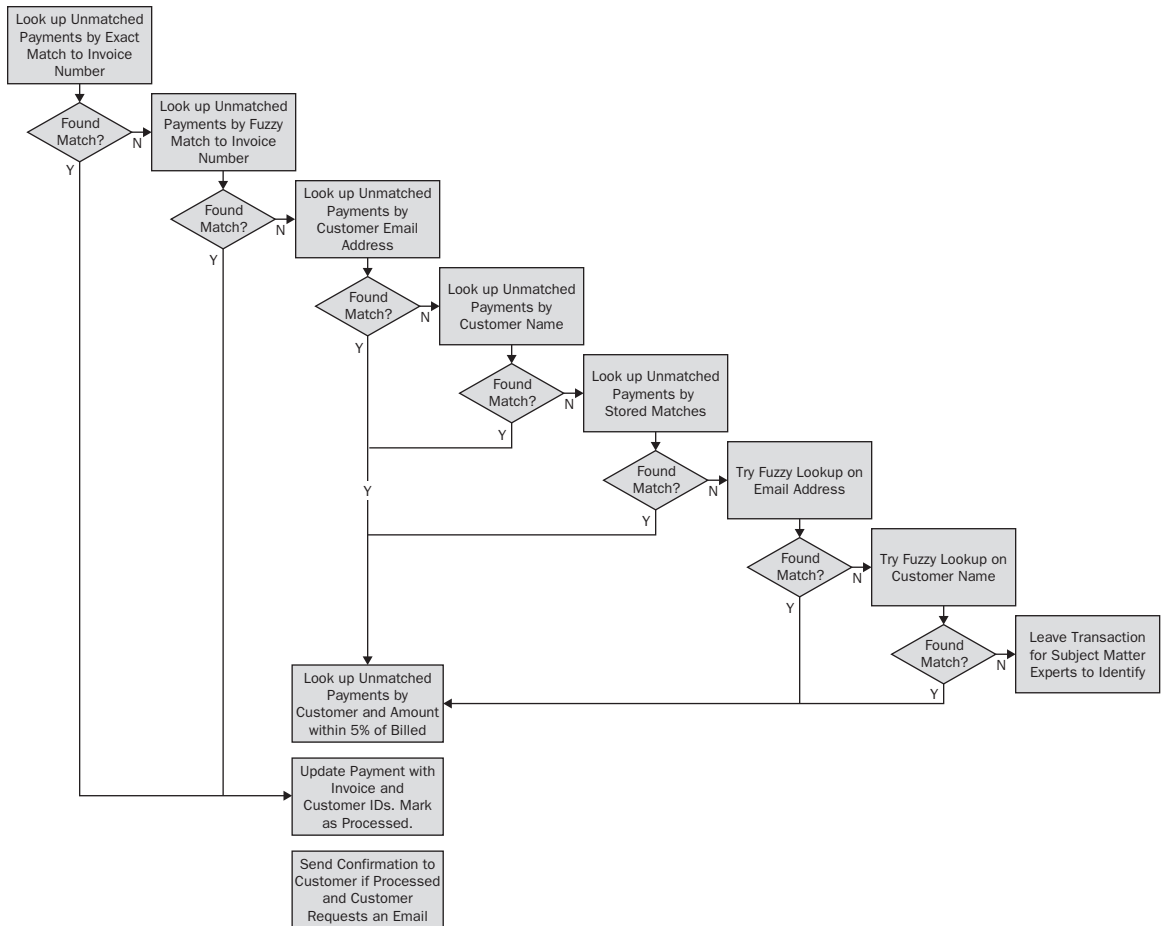 Look up Unmatched
Payments by Exact
Match to Invoice
Number
Found
Match?
N
Y
Look up Unmatched
Payments by Fuzzy
Match to Invoice
Number
Found
Match?
N
Y
Look up Unmatched
Payments by
Customer Email
Address
Found
Match?
N
Y
Look up Unmatched
Payments by
Customer Name
Found
Match?
N
Y
Look up Unmatched
Payments by
Stored Matches
Found
Match?
N
Y
Y
Try Fuzzy Lookup on
Email Address
Found
Match?
N
Y
Try Fuzzy Lookup on
Customer Name
Found
Match?
N
Y
Leave Transaction
for Subject Matter
Experts to Identify
Look up Unmatched
Payments by
Customer and Amount
within 5% of Billed
Update Payment with
Invoice and
Customer IDs. Mark
as Processed.
Send Confirmation to
Customer if Processed
and Customer
Requests an Email